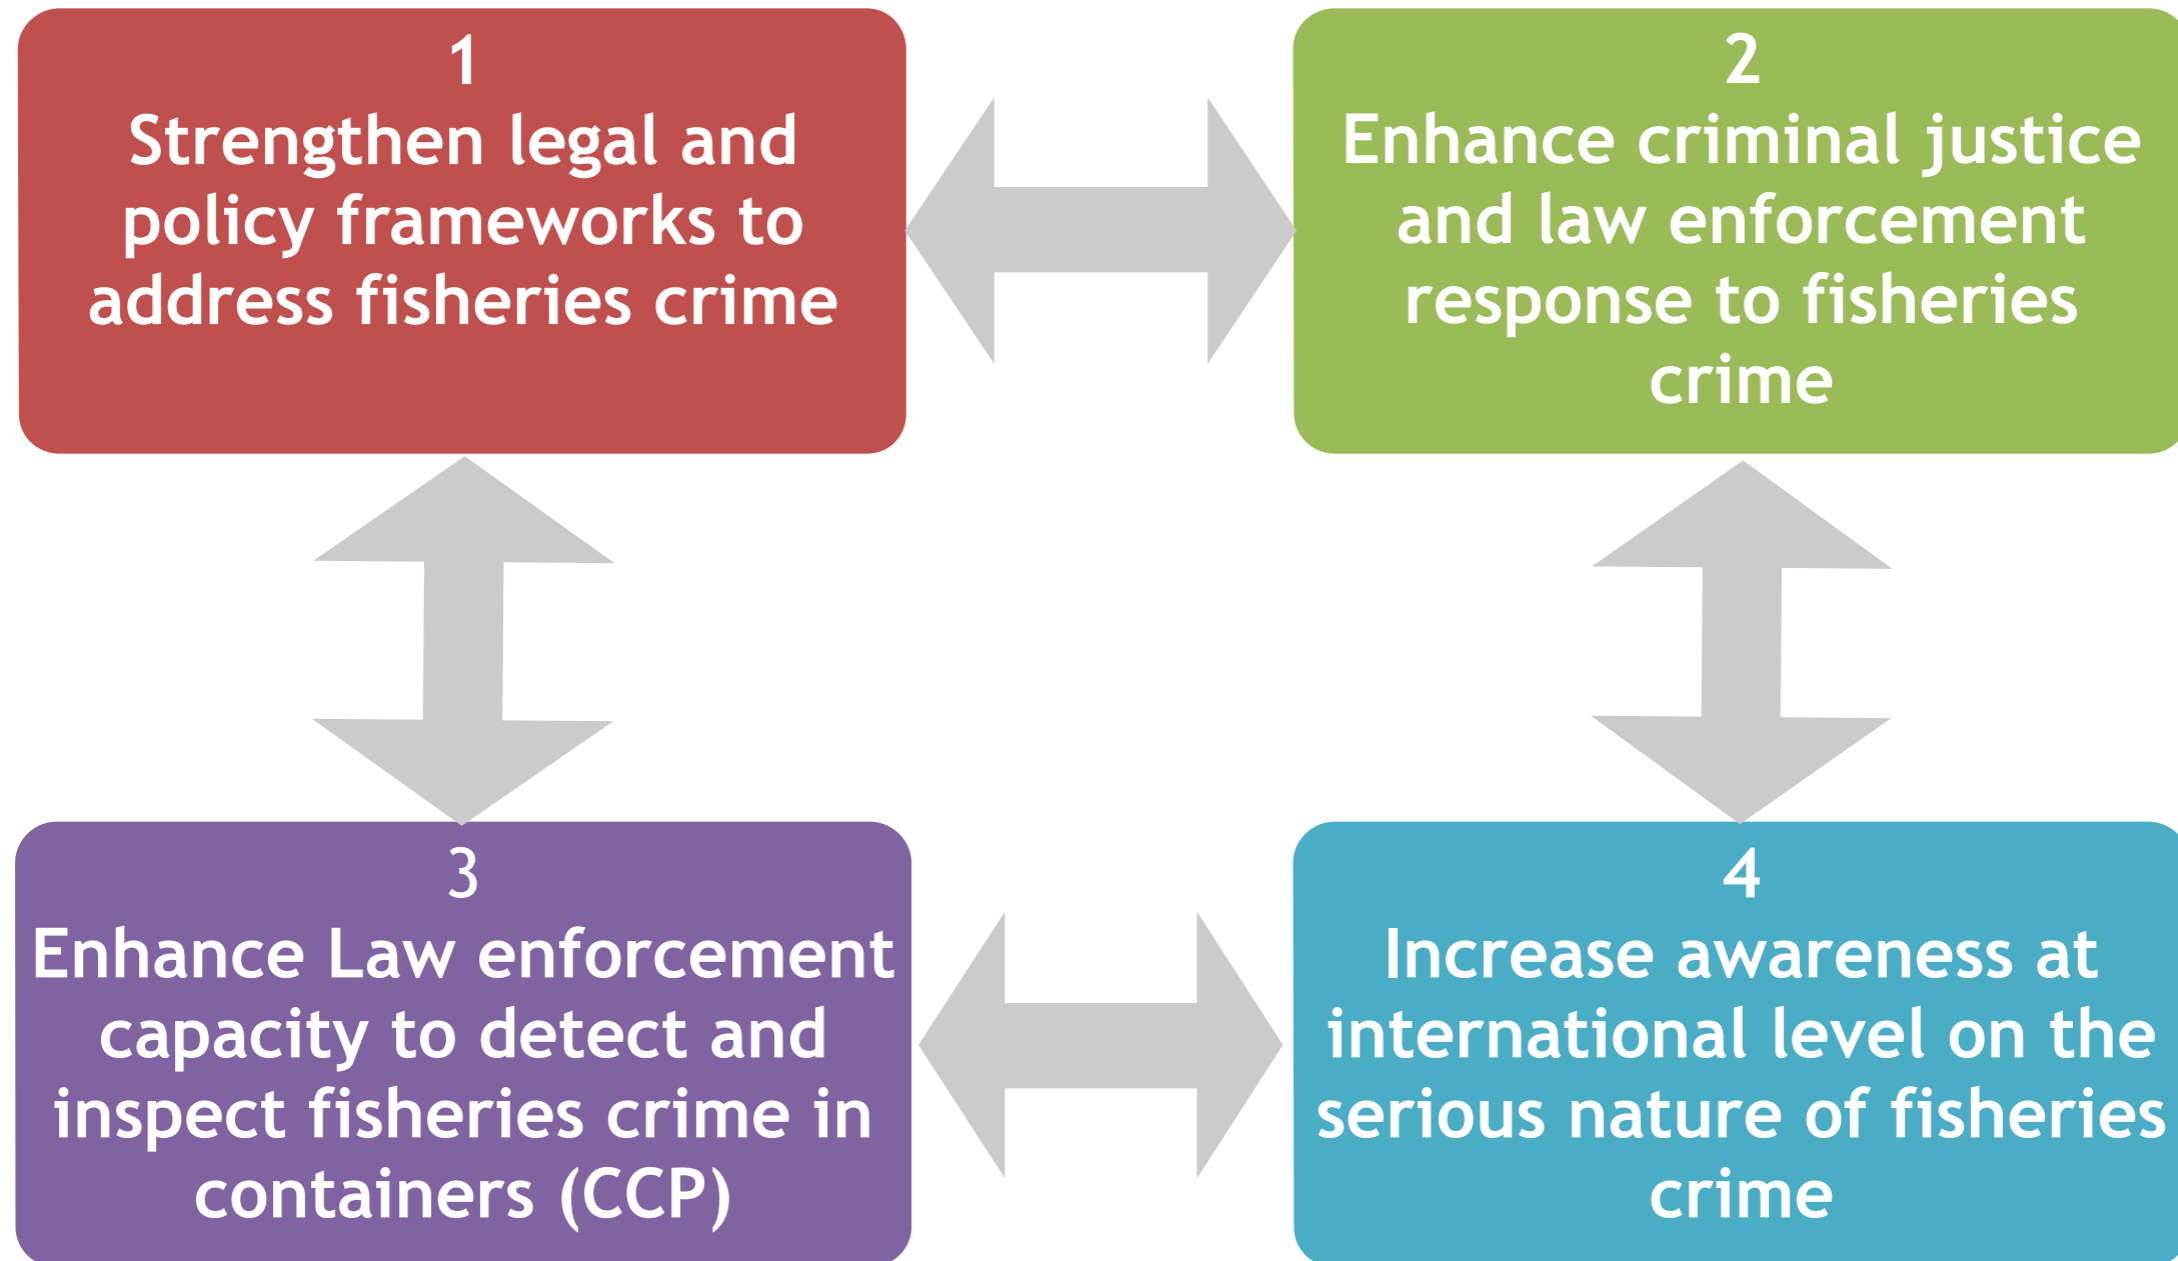 1
Strengthen legal and
policy frameworks to
address fisheries crime
2
Enhance criminal justice
and law enforcement
response to fisheries
crime
3
Enhance Law enforcement
capacity to detect and
inspect fisheries crime in
containers (CCP)
4
Increase awareness at
international level on the
serious nature of fisheries
crime